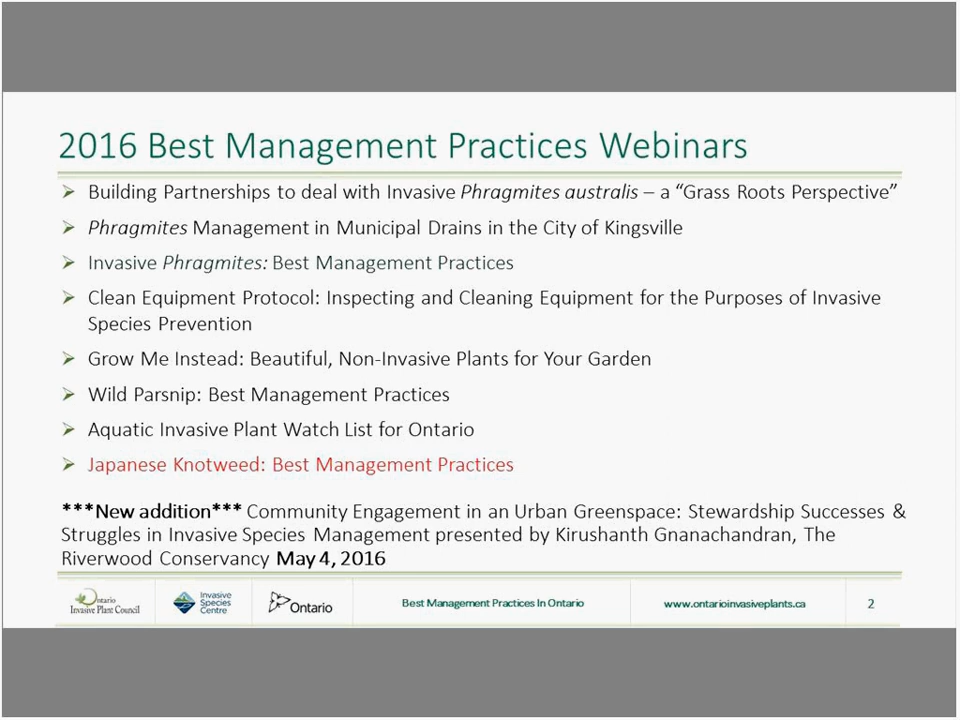 2016 Best Management Practices Webinars
Building Partnerships to deal with Invasive Phragmites australis – a “Grass Roots Perspective”
Phragmites Management in Municipal Drains in the City of Kingsville
Invasive Phragmites: Best Management Practices
Clean Equipment Protocol: Inspecting and Cleaning Equipment for the Purposes of Invasive
Species Prevention
Grow Me Instead: Beautiful, Non-Invasive Plants for Your Garden
Wild Parsnip: Best Management Practices
Aquatic Invasive Plant Watch List for Ontario
Japanese Knotweed: Best Management Practices
***New addition*** Community Engagement in an Urban Greenspace: Stewardship Successes &
Struggles in Invasive Species Management presented by Kirushanth Gnanachandran, The
Riverwood Conservancy May 4, 2016
Ontario
Invasive Plant Council
Invasive
Species
Centre
Ontario
Best Management Practices In Ontario
www.ontarioinvasiveplants.ca
2